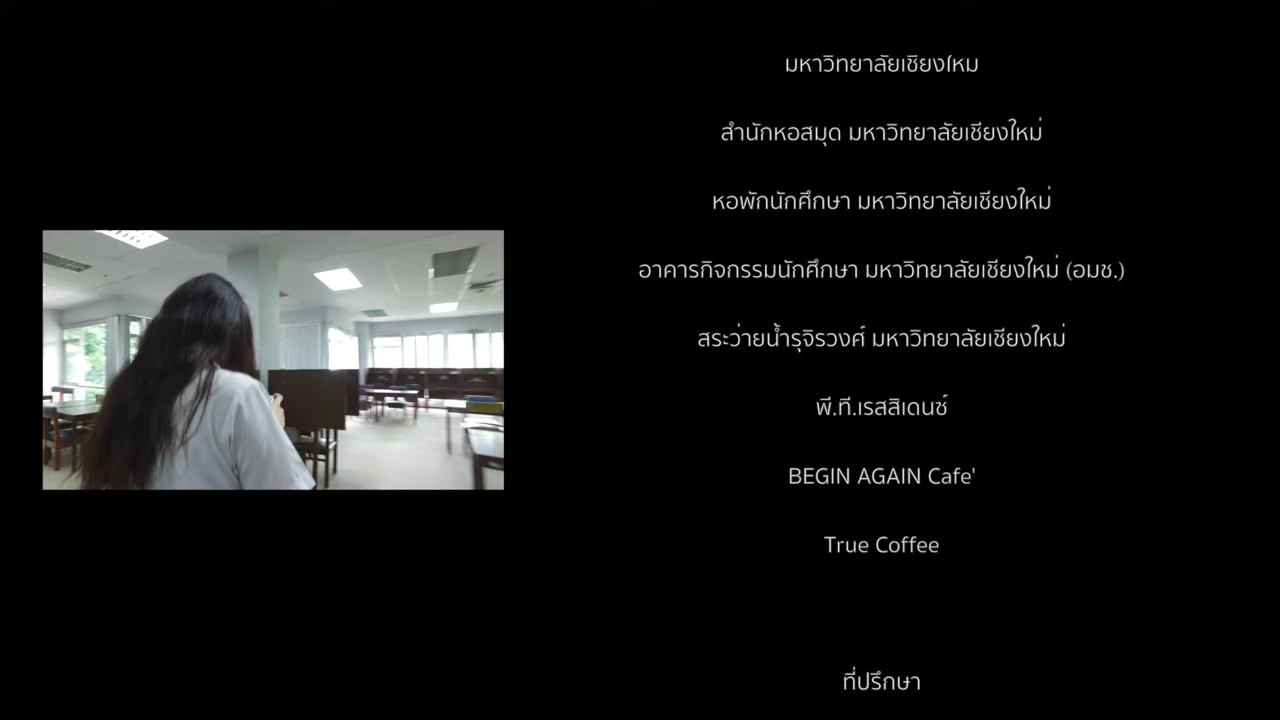 มหาวิทยาลัยเชียงใหม
สำนักหอสมุด มหาวิทยาลัยเชียงใหม่
หอพักนักศึกษา มหาวิทยาลัยเชียงใหม่
อาคารกิจกรรมนักศึกษา มหาวิทยาลัยเชียงใหม่ (อมช.)
สระว่ายน้ำรุจิรวงศ์ มหาวิทยาลัยเชียงใหม่
พี.ที.เรสสิเดนซ์
BEGIN AGAIN Cafe'
True Coffee
ที่ปรึกษา